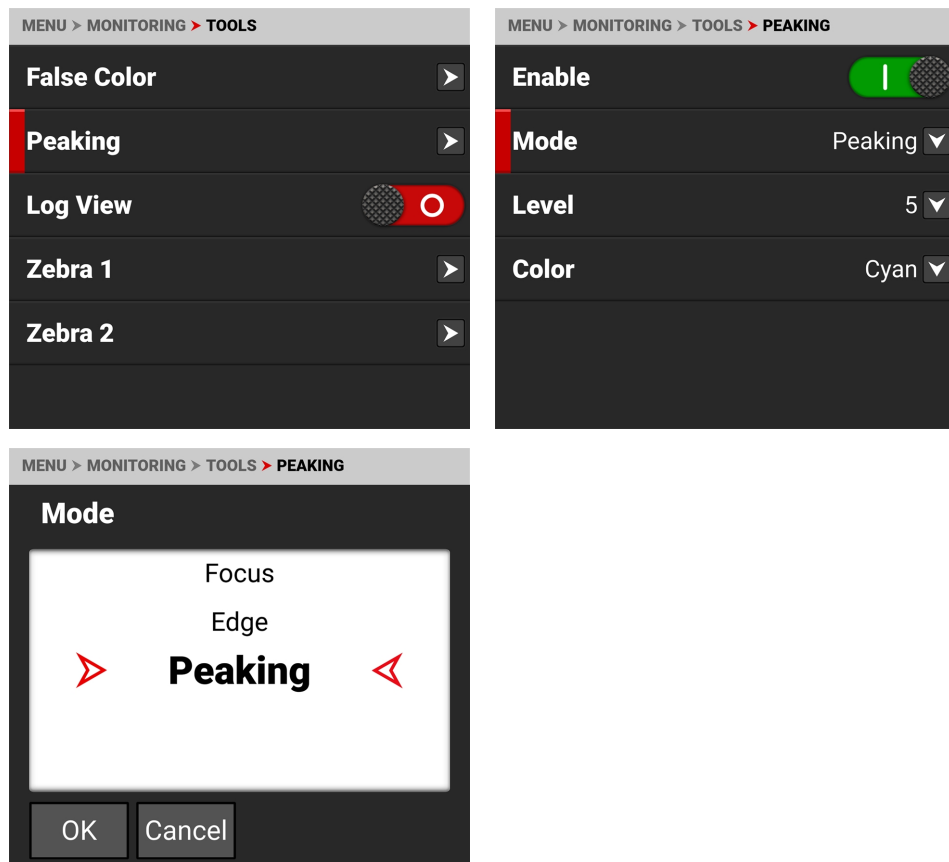 MENU > MONITORING > TOOLS
False Color
Peaking
Log View
Zebra 1
Zebra 2
MENU > MONITORING > TOOLS > PEAKING
Enable
Mode Peaking
Level 5
Color Cyan
MENU > MONITORING > TOOLS > PEAKING
Mode
Focus
Edge
Peaking
OK Cancel